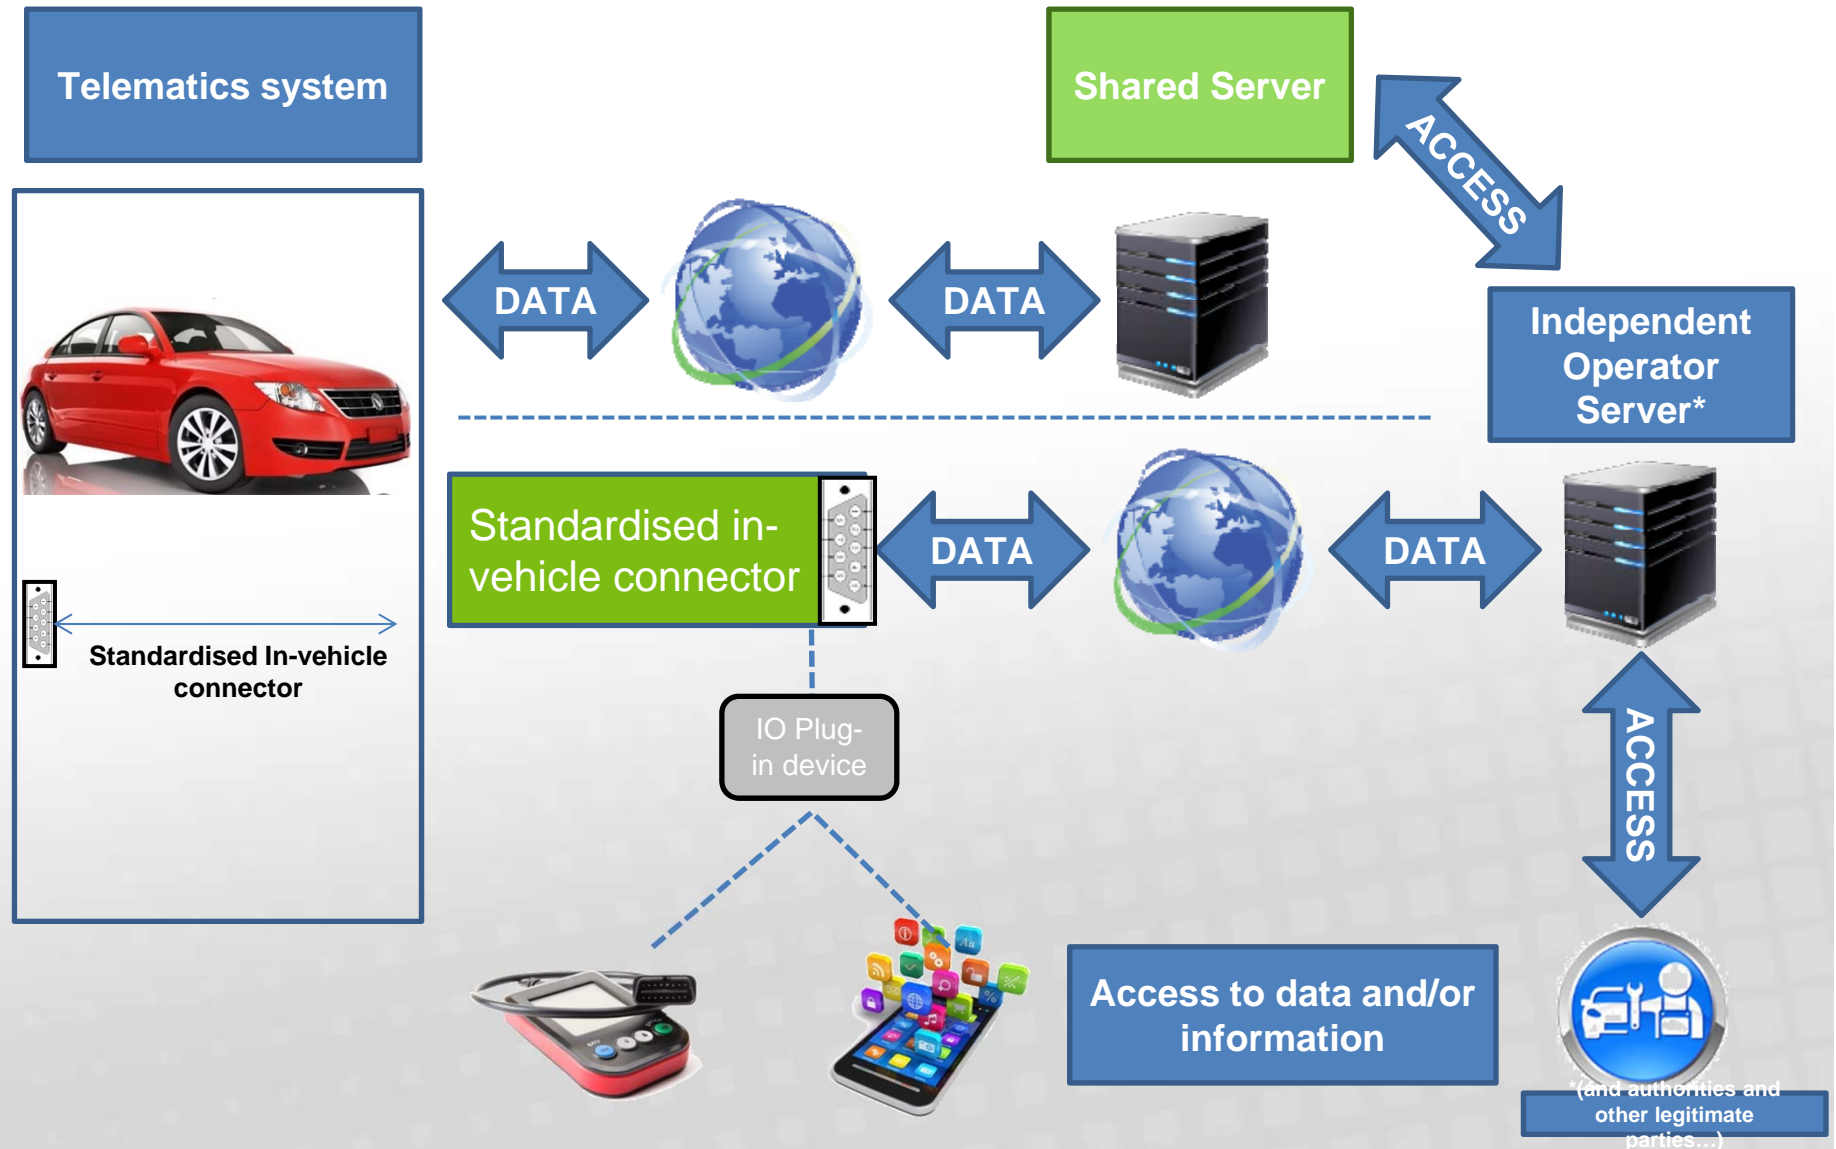 Telematics system
Shared Server
ACCESS
DATA
DATA
Independent
Operator
Server*
Standardised in-
vehicle connector
DATA
DATA
Standardised In-vehicle
connector
IO Plug-
in device
ACCESS
Access to data and/or
information
*(and authorities and
other legitimate
parties...)